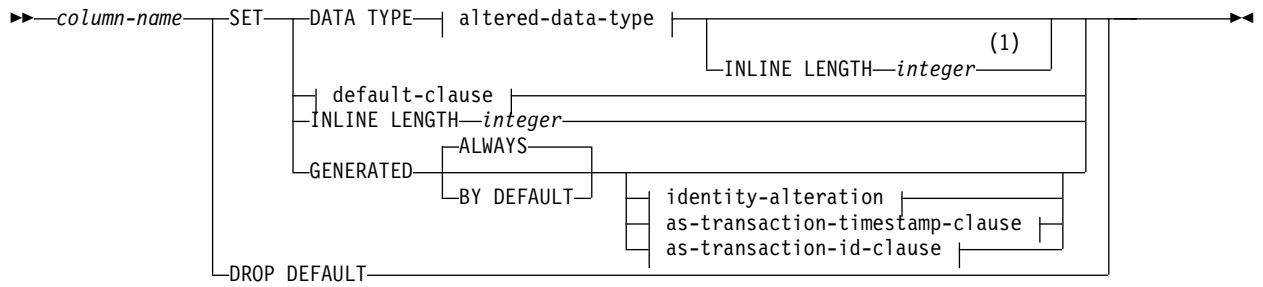 column-name SET DATA TYPE altered-data-type
(1)
INLINE LENGTH integer
default-clause
INLINE LENGTH integer
ALWAYS
GENERATED
BY DEFAULT
identity-alteration
as-transaction-timestamp-clause
as-transaction-id-clause
DROP DEFAULT